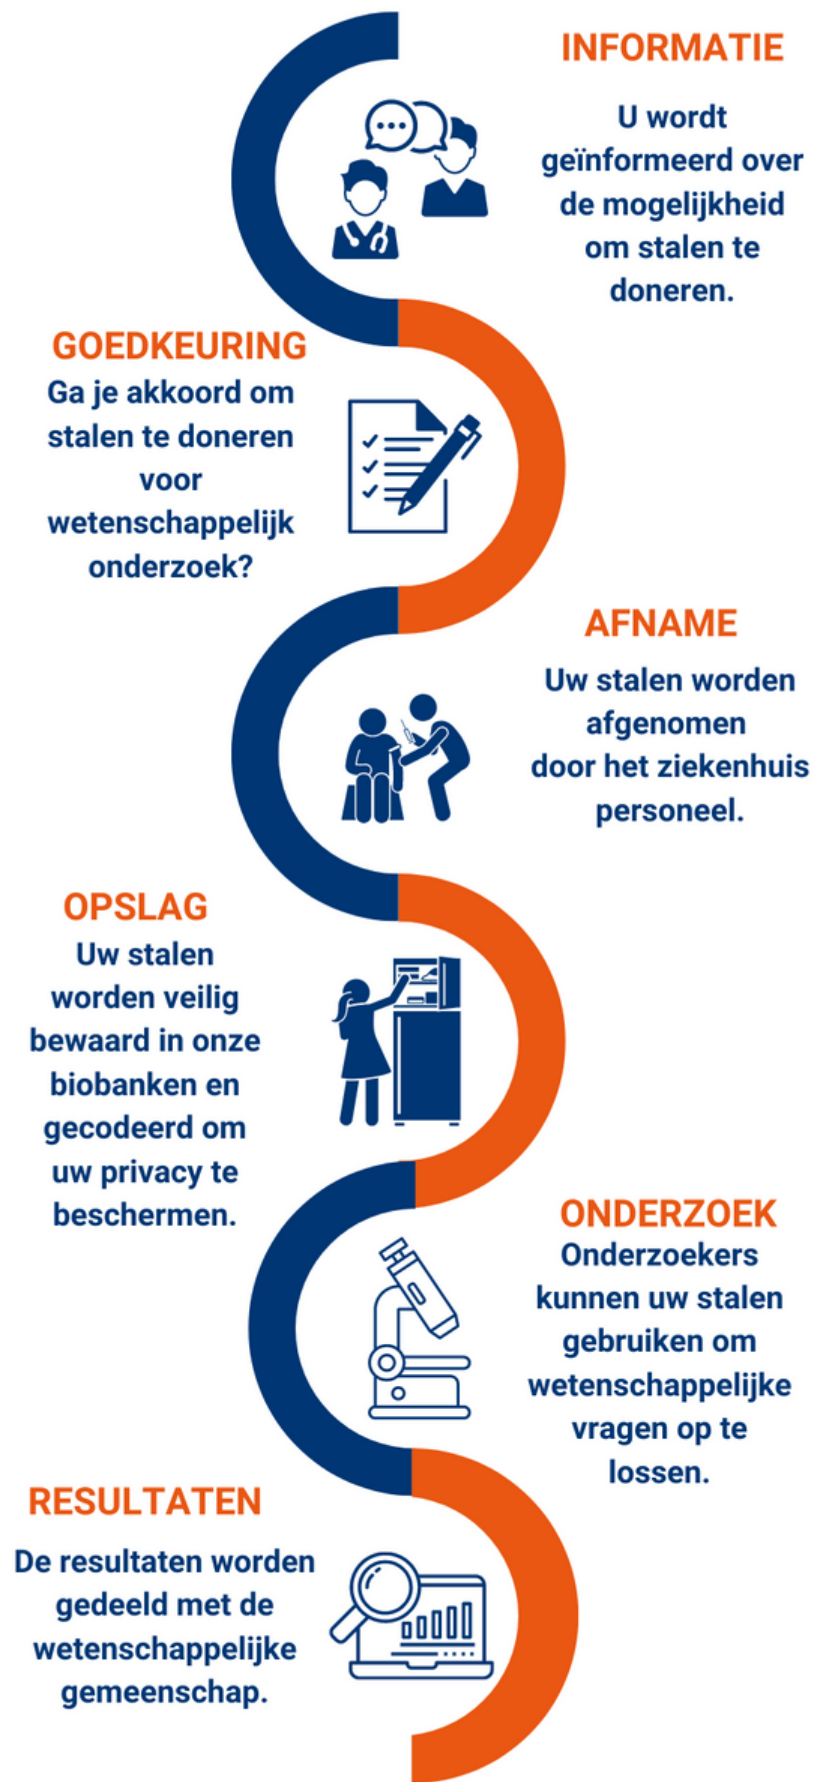 INFORMATIE
U wordt
geïnformeerd over
de mogelijkheid
om stalen te
doneren.
GOEDKEURING
Ga je akkoord om
stalen te doneren
voor
wetenschappelijk
onderzoek?
AFNAME
Uw stalen worden
afgenomen
door het ziekenhuis
personeel.
OPSLAG
Uw stalen
worden veilig
bewaard in onze
biobanken en
gecodeerd om
uw privacy te
beschermen.
ONDERZOEK
Onderzoekers
kunnen uw stalen
gebruiken om
wetenschappelijke
vragen op te
lossen.
RESULTATEN
De resultaten worden
gedeeld met de
wetenschappelijke
gemeenschap.